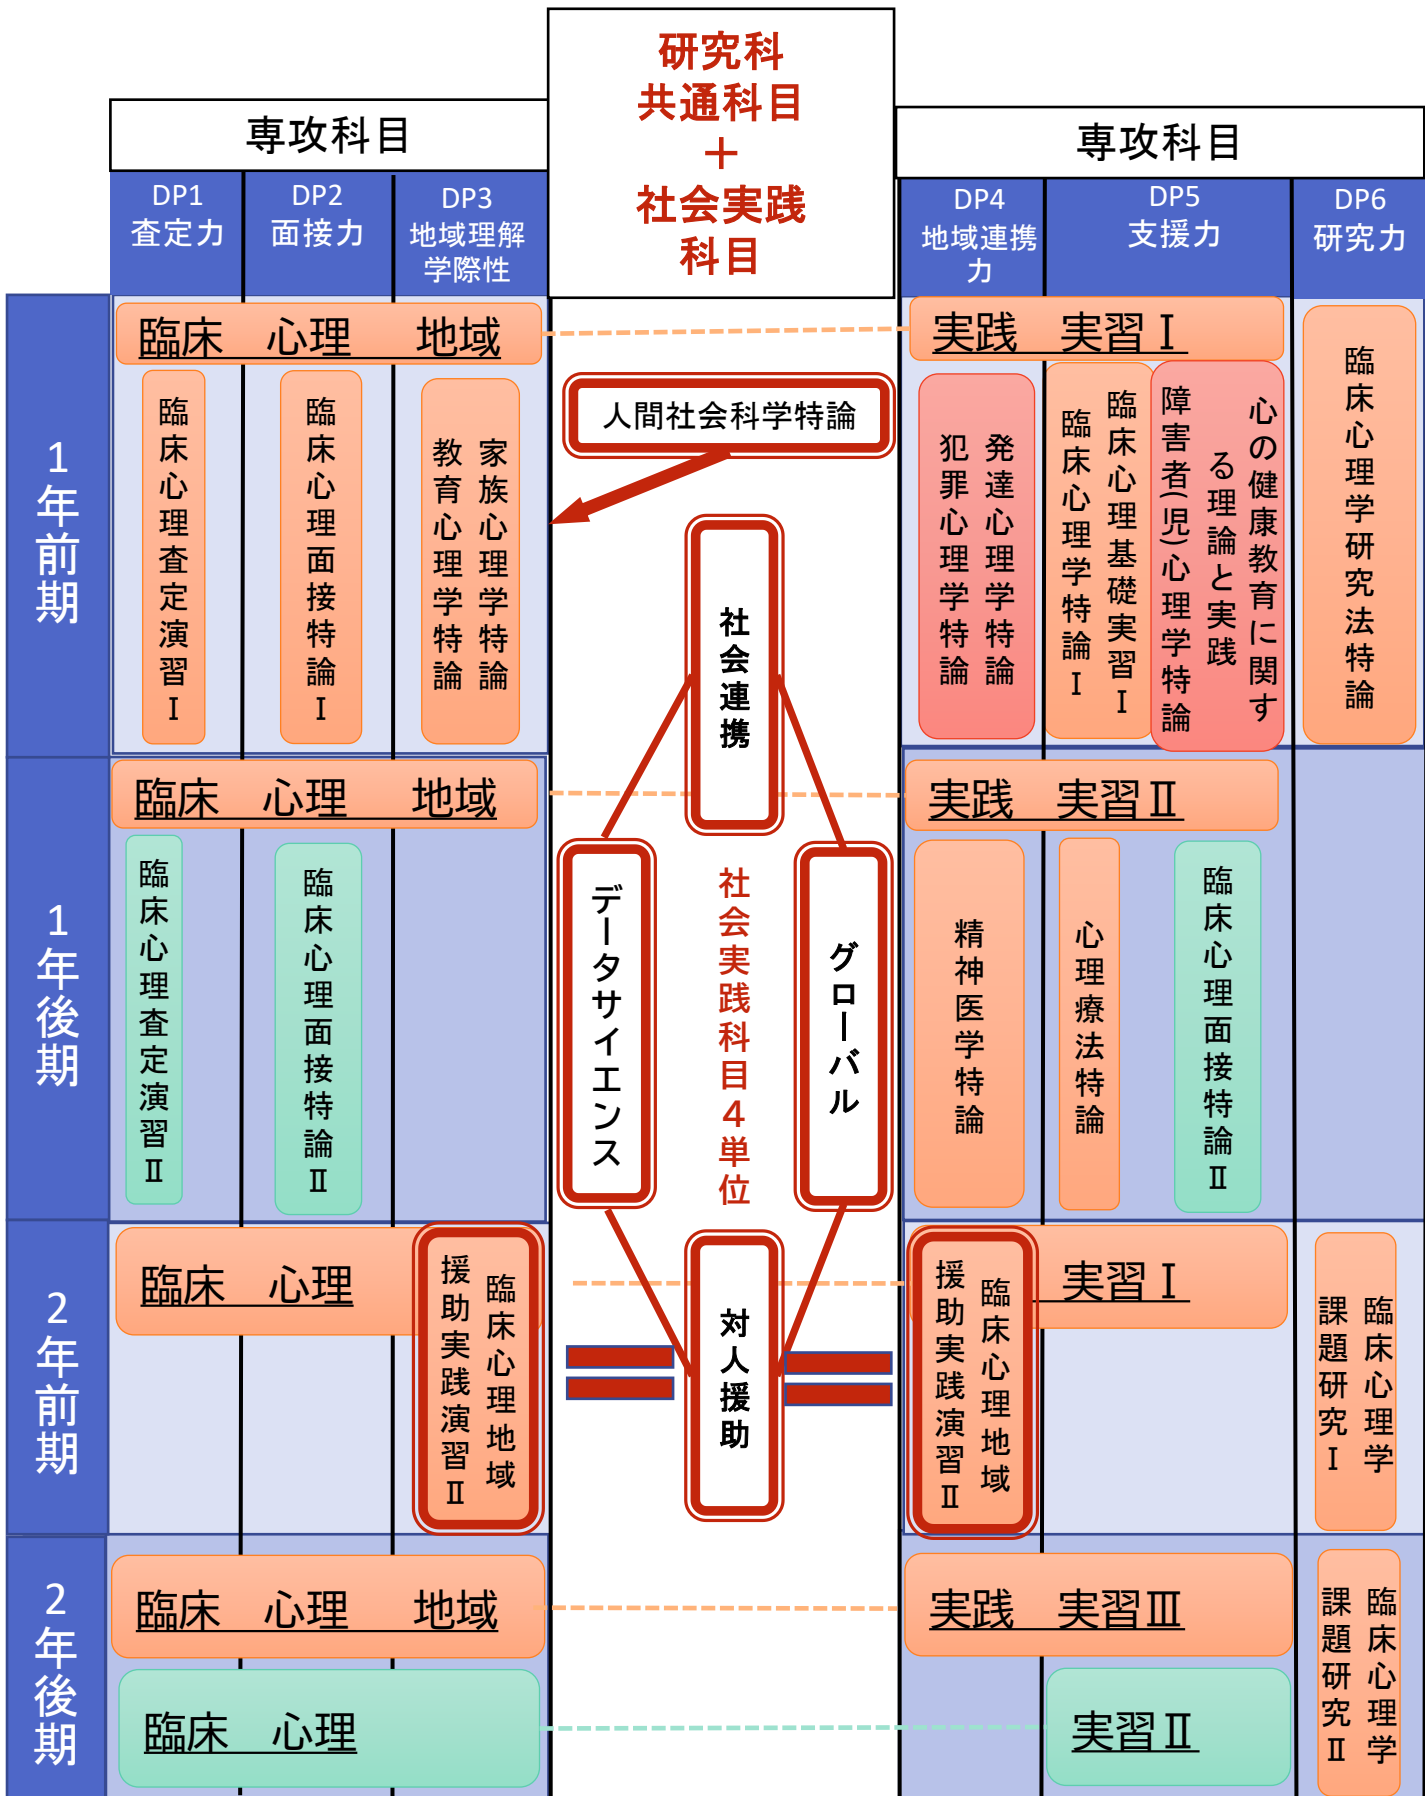 研究科
共通科目
＋
社会実践
科目
専攻科目
専攻科目
DP1
査定力
DP2
面接力
DP3
地域理解
学際性
DP4
地域連携
力
DP5
支援力
DP6
研究力
1年前期
臨床　心理　地域
実践　実習Ⅰ
臨床心理査定演習Ⅰ
臨床心理面接特論Ⅰ
家族心理学特論
教育心理学特論
人間社会科学特論
発達心理学特論
犯罪心理学特論
臨床心理基礎実習Ⅰ
臨床心理学特論Ⅰ
心の健康教育に関す
る理論と実践
障害者(児)心理学特論
臨床心理学研究法特論
社会連携
データサイエンス
社会実践科目４単位
グローバル
対人援助
1年後期
臨床　心理　地域
実践　実習Ⅱ
臨床心理査定演習Ⅱ
臨床心理面接特論Ⅱ
精神医学特論
心理療法特論
臨床心理面接特論Ⅱ
2年前期
臨床　心理
臨床心理地域
援助実践演習Ⅱ
臨床心理地域
援助実践演習Ⅱ
実習Ⅰ
臨床心理学
課題研究Ⅰ
2年後期
臨床　心理　地域
実践　実習Ⅲ
臨床　心理
実習Ⅱ
臨床心理学
課題研究Ⅱ